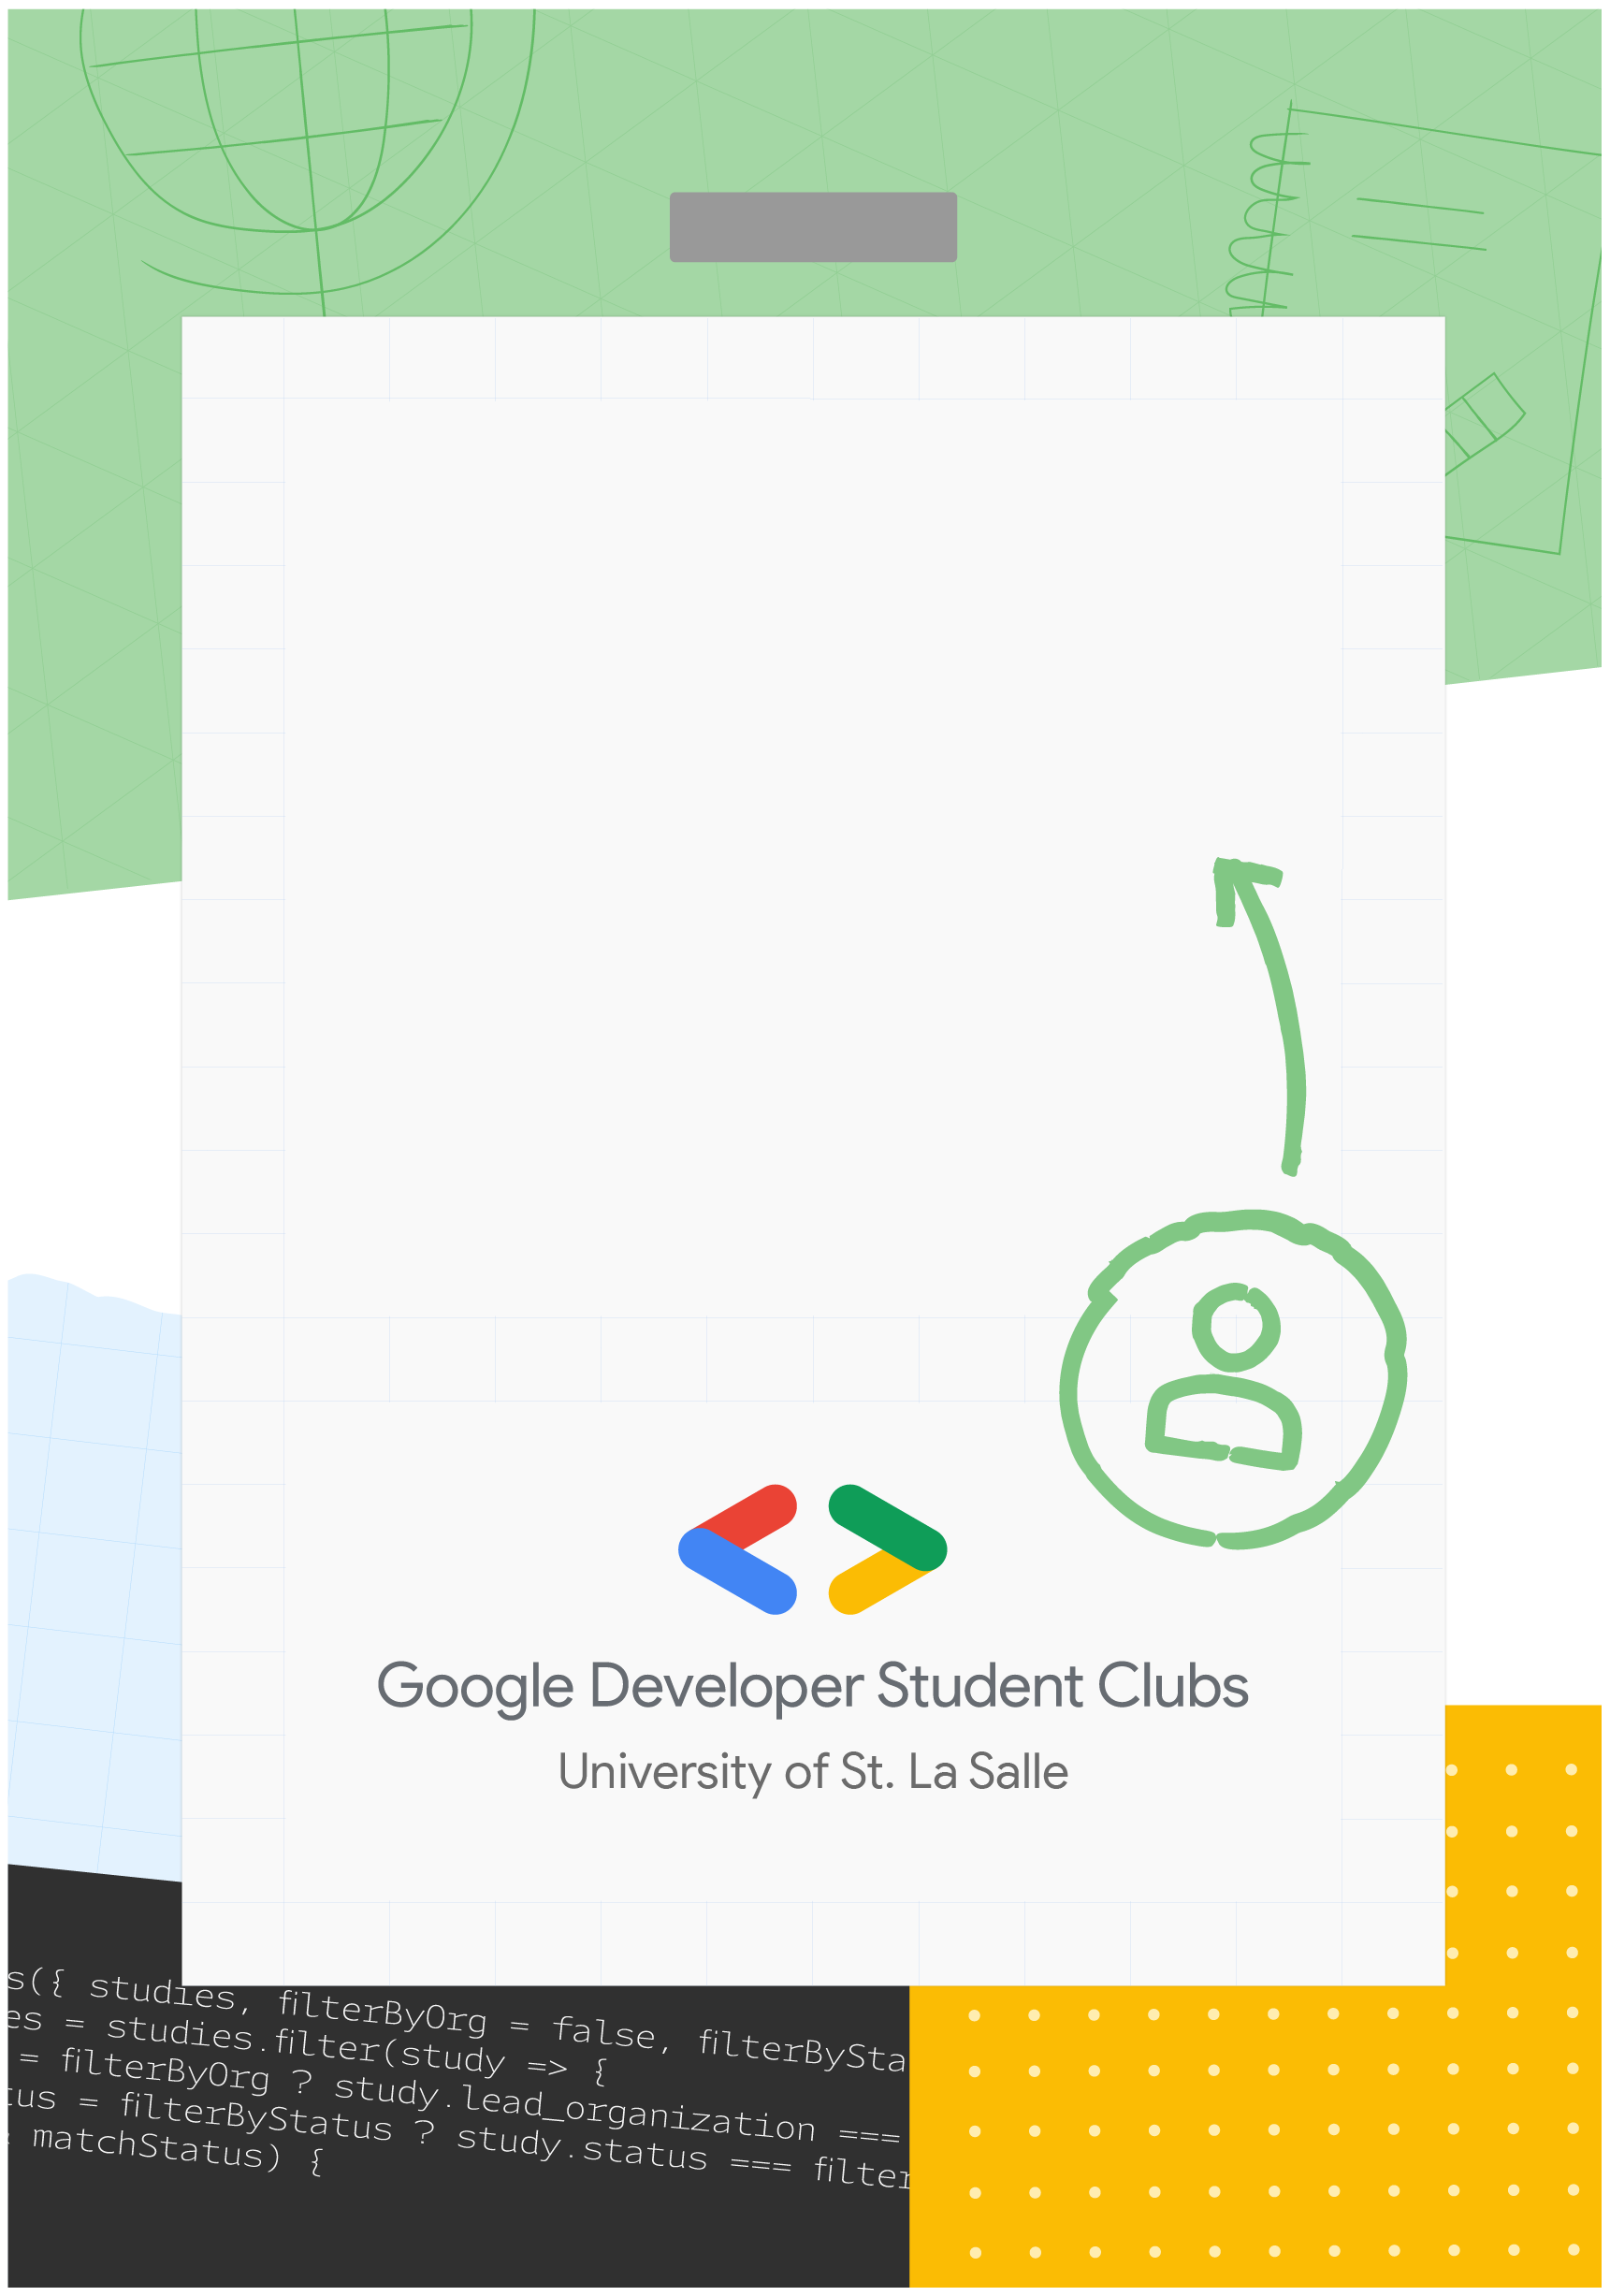 Google Developer Student Clubs
University of St. La Salle
s({ studies, filterByOrg = false, filterBySta
es = studies.filter(study => {
= filterByOrg ? study.lead_organization ===
tus = filterByStatus ? study.status === filter
matchStatus) {